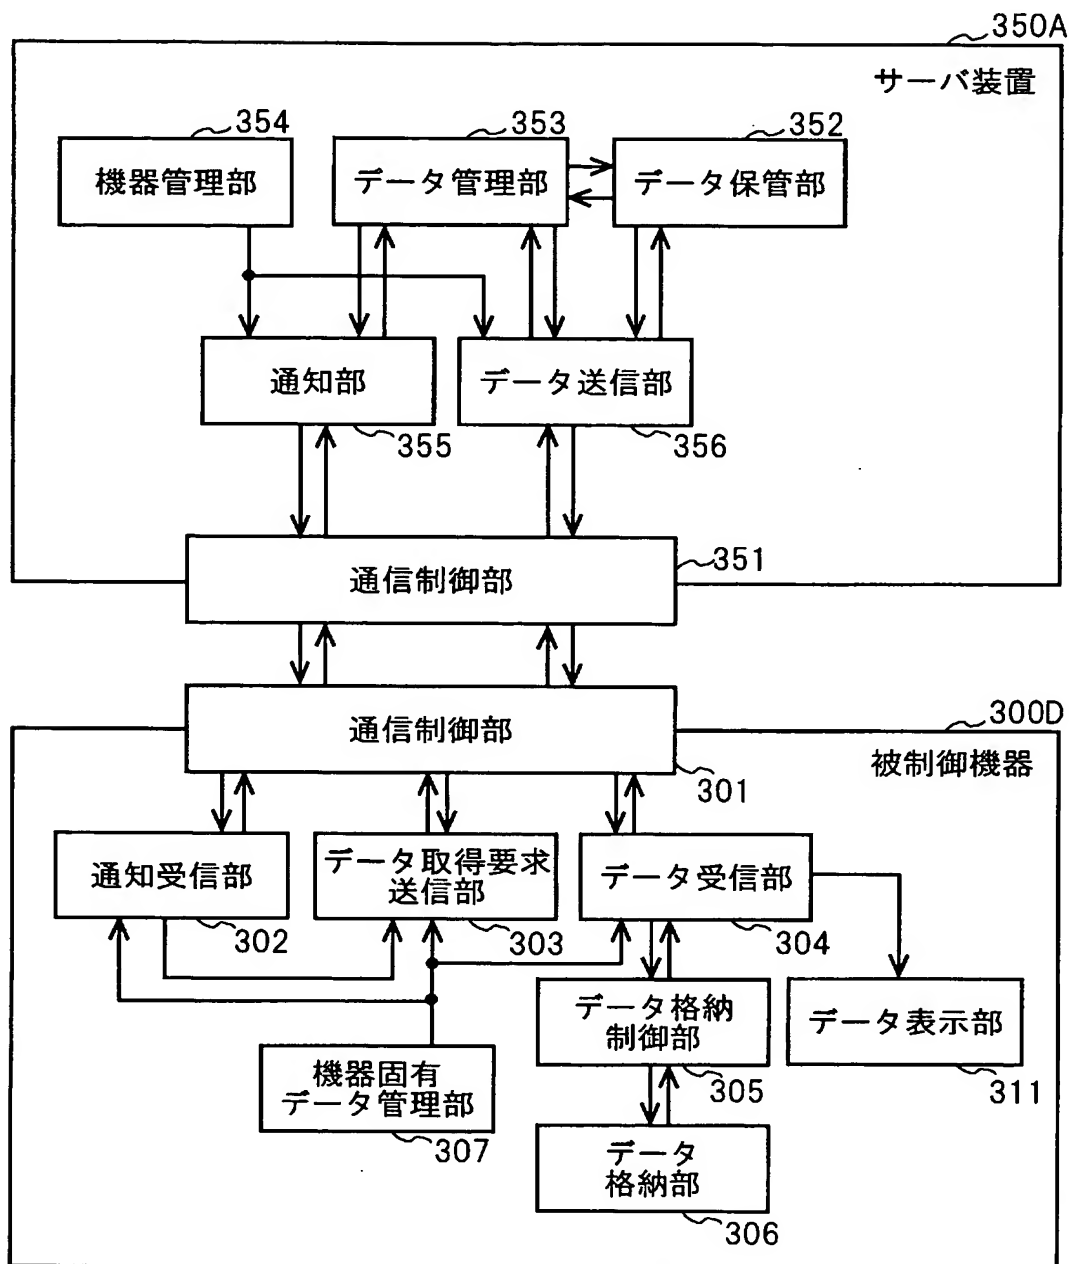 350A
サーバ装置
354
353
352
機器管理部
データ管理部
データ保管部
通知部
データ送信部
355
356
通信制御部
351
通信制御部
301
300D
被制御機器
通知受信部
302
データ取得要求
送信部
303
データ受信部
304
データ格納
制御部
305
データ表示部
311
機器固有
データ管理部
307
データ
格納部
306